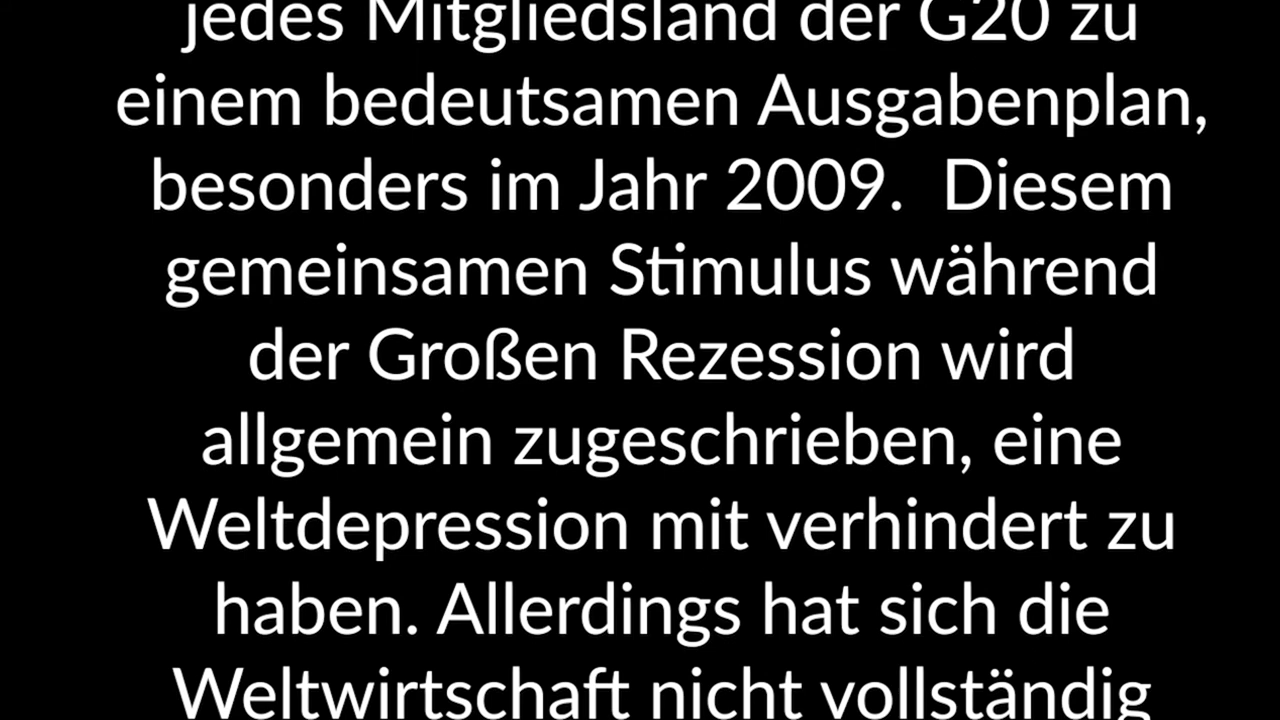 jedes Mitgliedsland der G20 zu
einem bedeutsamen Ausgabenplan,
besonders im Jahr 2009.  Diesem
gemeinsamen Stimulus während
der Großen Rezession wird
allgemein zugeschrieben, eine
Weltdepression mit verhindert zu
haben. Allerdings hat sich die
Weltwirtschaft nicht vollständig